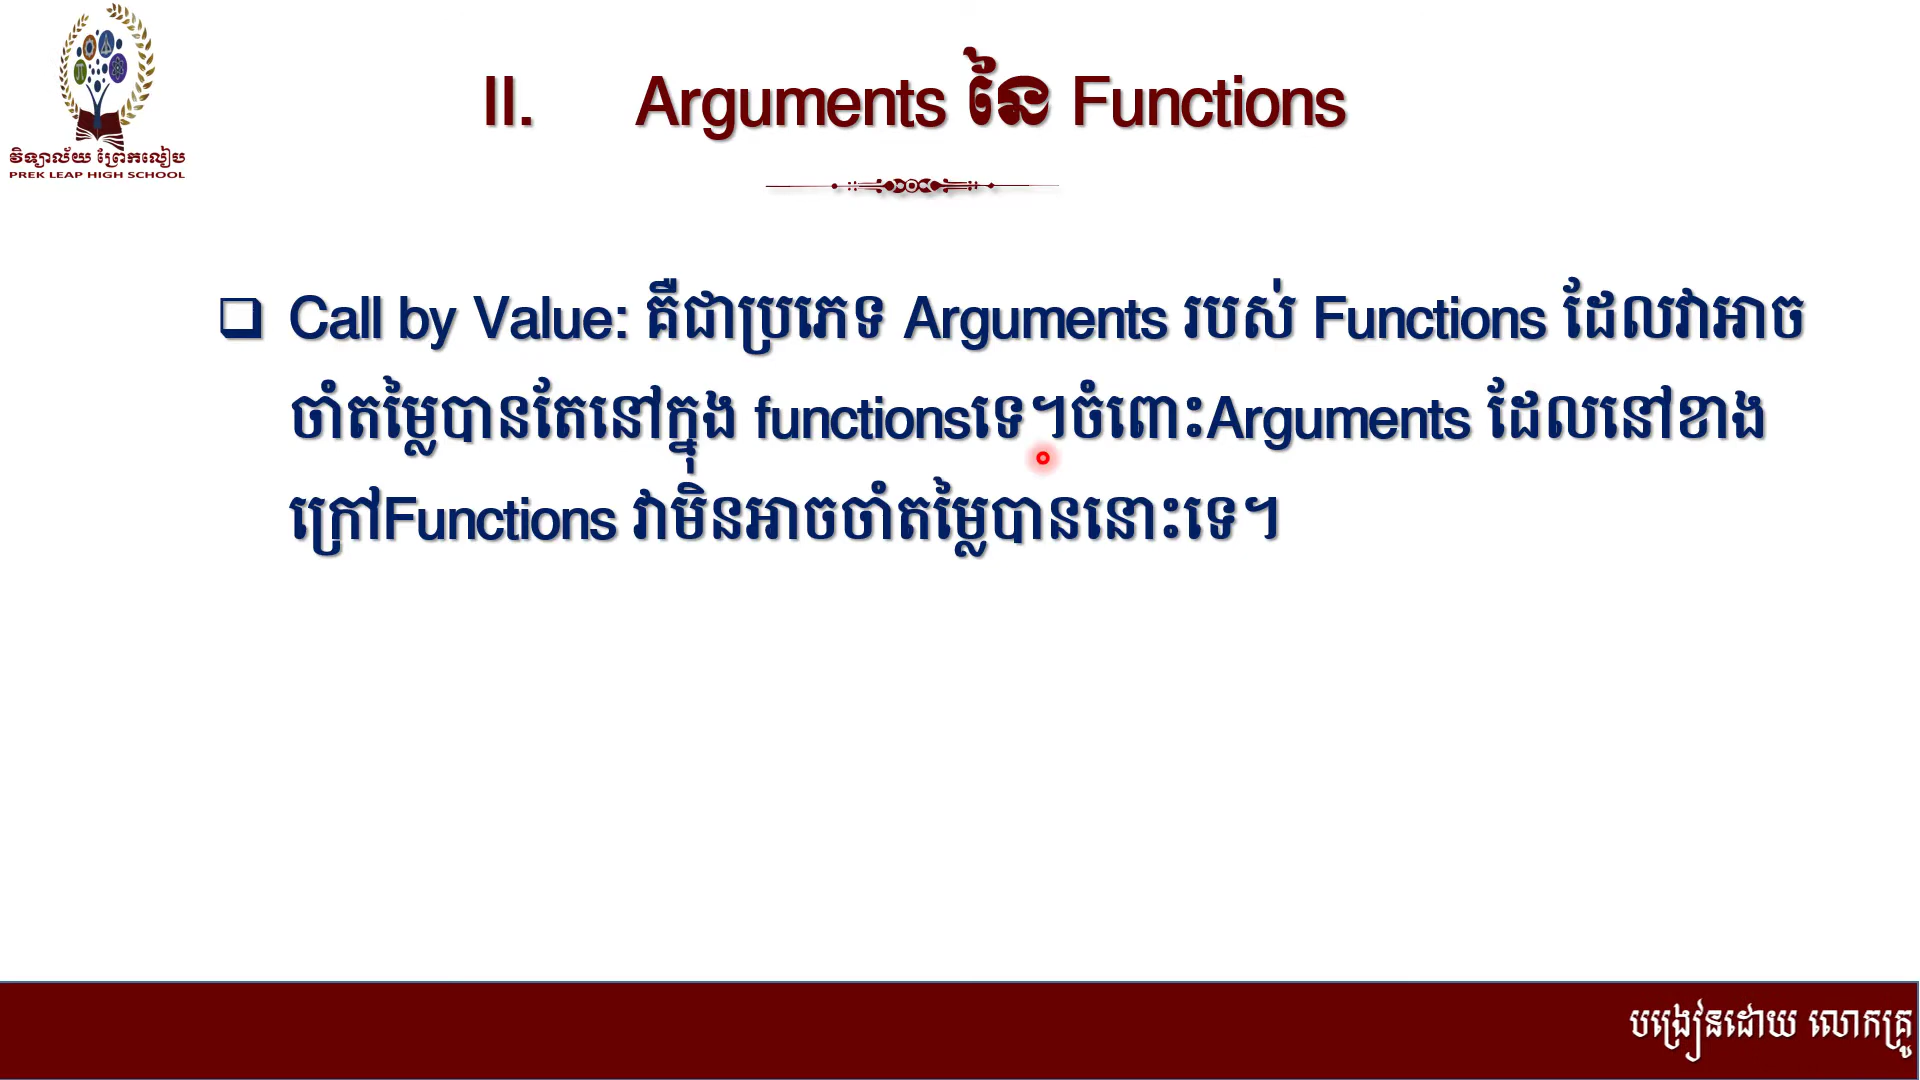 វិទ្យាល័យ ព្រែកលៀប
PREK LEAP HIGH SCHOOL
II. Arguments នៃ Functions
❑ Call by Value: គឺជាប្រភេទ Arguments របស់ Functions ដែលវាអាច
ចាំតម្លៃបានតែនៅក្នុង functionsទេ។ចំពោះArguments ដែលនៅខាង
ក្រៅFunctions វាមិនអាចចាំតម្លៃបាននោះទេ។
បង្រៀនដោយ លោកគ្រូ